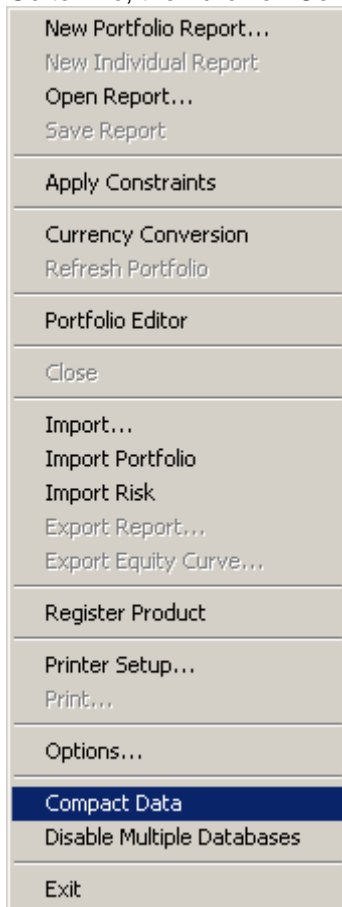 New Portfolio Report...
New Individual Report
Open Report...
Save Report
Apply Constraints
Currency Conversion
Refresh Portfolio
Portfolio Editor
Close
Import...
Import Portfolio
Import Risk
Export Report...
Export Equity Curve...
Register Product
Printer Setup...
Print...
Options...
Compact Data
Disable Multiple Databases
Exit